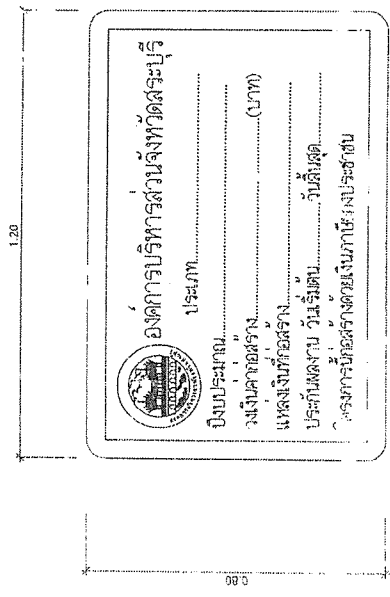 1.20
0.80
องค์การบริหารส่วนจังหวัดสระบุรี
ประเภท
ปีงบประมาณ
วงเงินค่าก่อสร้าง (บาท)
แหล่งเงินที่ก่อสร้าง
ประกันผลงาน วันเริ่มต้น วันสิ้นสุด
โครงการนี้ก่อสร้างด้วยเงินภาษีของประชาชน